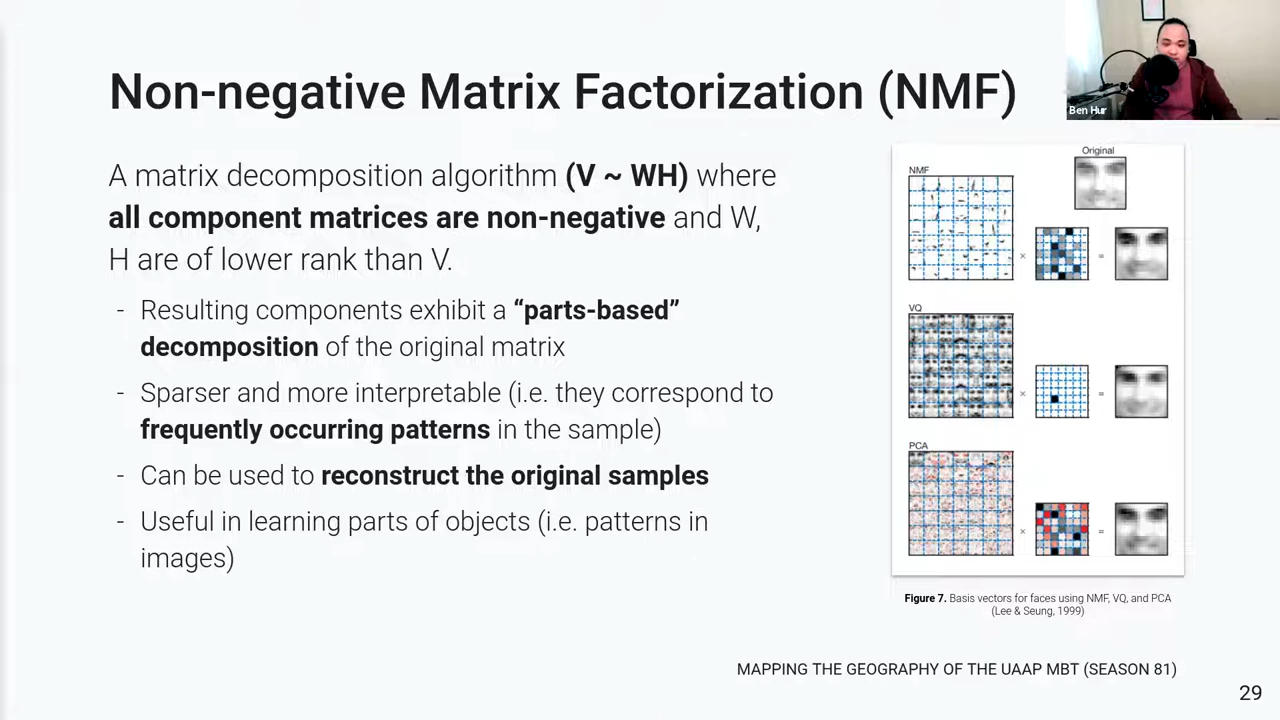 Non-negative Matrix Factorization (NMF)
Ben Hur
A matrix decomposition algorithm (V ~ WH) where
all component matrices are non-negative and W,
H are of lower rank than V.
- Resulting components exhibit a “parts-based”
decomposition of the original matrix
- Sparser and more interpretable (i.e. they correspond to
frequently occurring patterns in the sample)
- Can be used to reconstruct the original samples
- Useful in learning parts of objects (i.e. patterns in
images)
Original
NMF
× =
VQ
× =
PCA
× =
Figure 7. Basis vectors for faces using NMF, VQ, and PCA
(Lee & Seung, 1999)
MAPPING THE GEOGRAPHY OF THE UAAP MBT (SEASON 81)
29